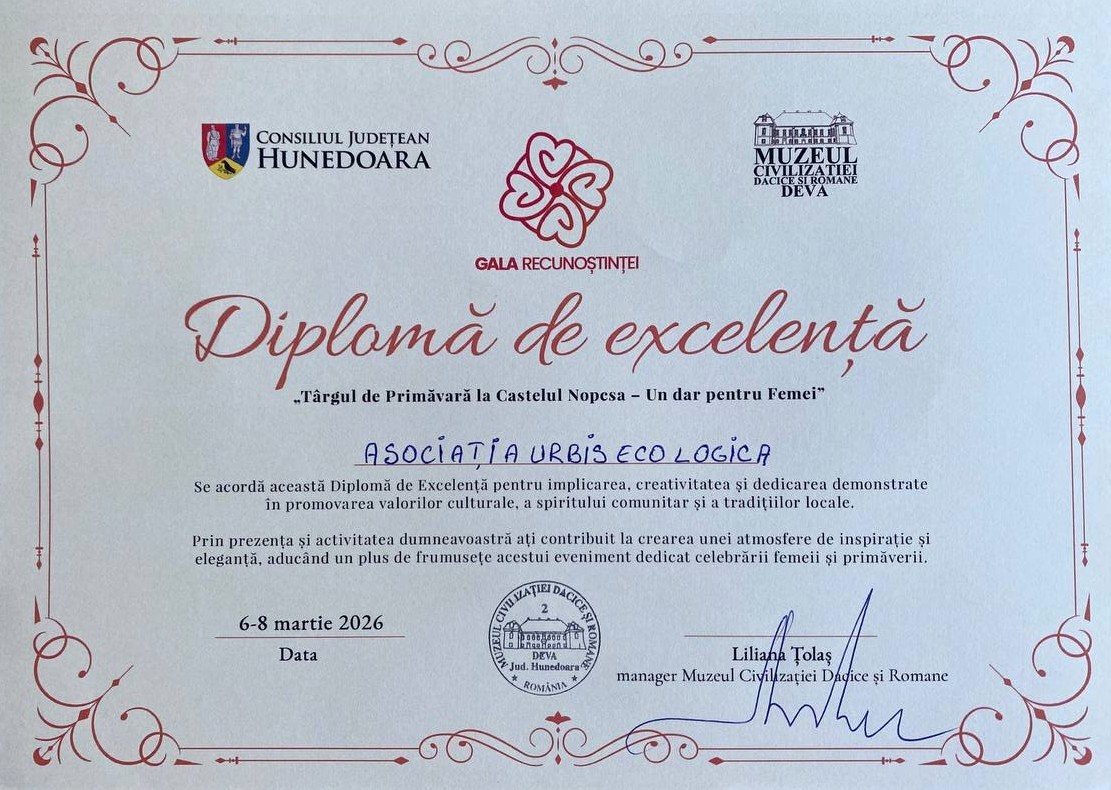 CONSILIUL JUDEȚEAN
HUNEDOARA
MUZEUL
CIVILIZAȚIEI
DACICE ȘI ROMANE
DEVA
GALA RECUNOȘTINȚEI
Diplomă de excelență
„Târgul de Primăvară la Castelul Nopcsa – Un dar pentru Femei”
ASOCIAȚIA URBIS ECO LOGICA
Se acordă această Diplomă de Excelență pentru implicarea, creativitatea și dedicarea demonstrate
în promovarea valorilor culturale, a spiritului comunitar și a tradițiilor locale.
Prin prezența și activitatea dumneavoastră ați contribuit la crearea unei atmosfere de inspirație și
eleganță, aducând un plus de frumusețe acestui eveniment dedicat celebrării femeii și primăverii.
6-8 martie 2026
Data
MUZEUL CIVILIZAȚIEI DACICE ȘI ROMANE
2
DEVA
Jud. Hunedoara
★ ROMÂNIA ★
Liliana Țolaș
manager Muzeul Civilizației Dacice și Romane